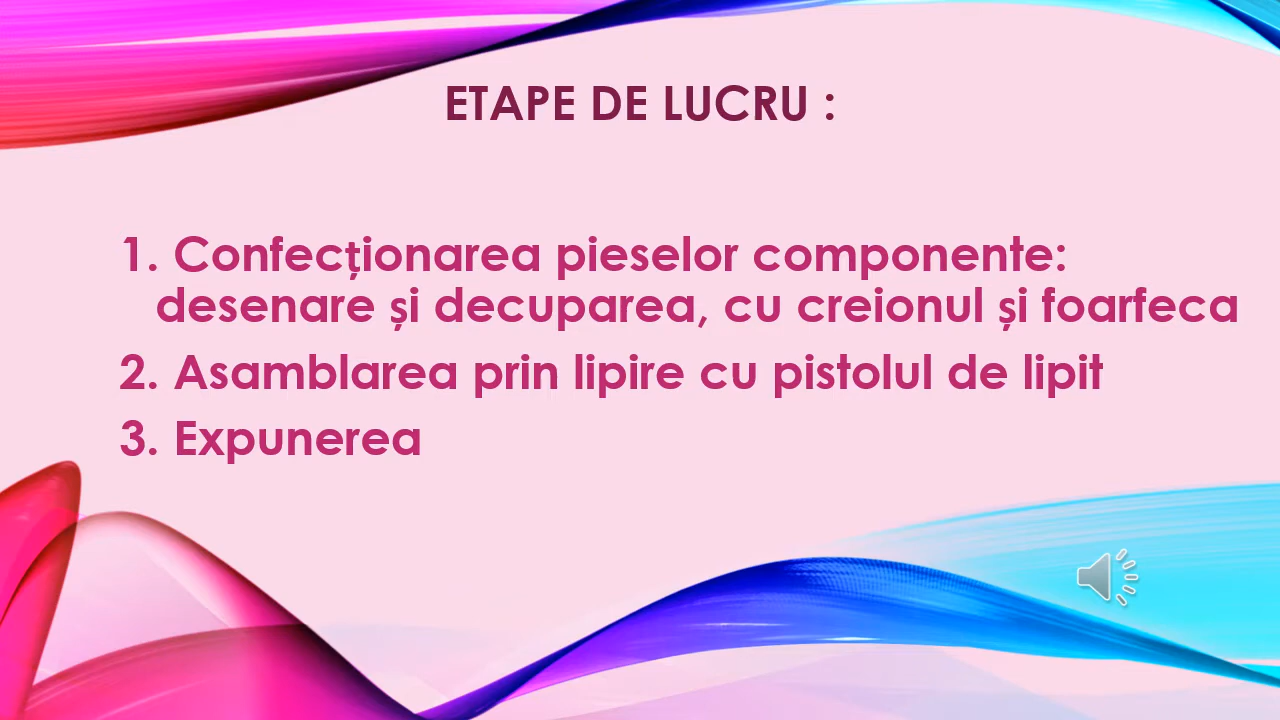 ETAPE DE LUCRU :
1. Confecționarea pieselor componente:
desenare și decuparea, cu creionul și foarfeca
2. Asamblarea prin lipire cu pistolul de lipit
3. Expunerea